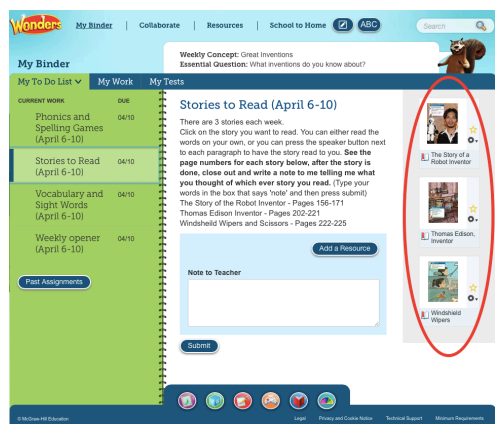 Wonders
My Binder | Collaborate | Resources | School to Home ABC
Search
Weekly Concept: Great Inventions
Essential Question: What inventions do you know about?
My Binder
My To Do List My Work My Tests
CURRENT WORK DUE
Phonics and 04/10
Spelling Games
(April 6-10)
Stories to Read 04/10
(April 6-10)
Vocabulary and 04/10
Sight Words
(April 6-10)
Weekly opener 04/10
(April 6-10)
Past Assignments
Stories to Read (April 6-10)
There are 3 stories each week.
Click on the story you want to read. You can either read the
words on your own, or you can press the speaker button next
to each paragraph to have the story read to you. See the
page numbers for each story below, after the story is
done, close out and write a note to me telling me what
you thought of which ever story you read. (Type your
words in the box that says 'note' and then press submit)
The Story of the Robot Inventor - Pages 156-171
Thomas Edison Inventor - Pages 202-221
Windsheild Wipers and Scissors - Pages 222-225
Add a Resource
Note to Teacher
Submit
The Story of a
Robot Inventor
Thomas Edison,
Inventor
Windshield
Wipers
© McGraw-Hill Education
Legal Privacy and Cookie Notice Technical Support Minimum Requirements